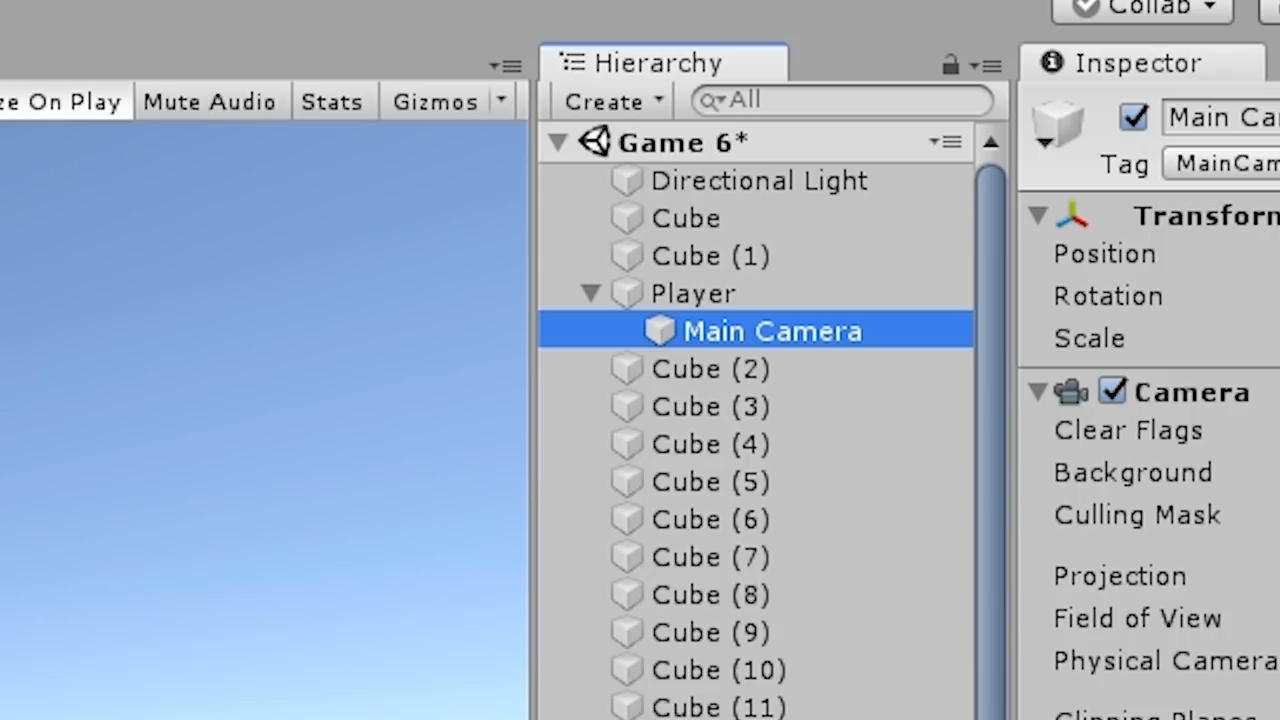 Collab
Hierarchy
Inspector
ze On Play
Mute Audio
Stats
Gizmos
Create
All
Main Ca
Game 6*
Tag
MainCam
Directional Light
Cube
Cube (1)
Player
Main Camera
Cube (2)
Cube (3)
Cube (4)
Cube (5)
Cube (6)
Cube (7)
Cube (8)
Cube (9)
Cube (10)
Cube (11)
Transform
Position
Rotation
Scale
Camera
Clear Flags
Background
Culling Mask
Projection
Field of View
Physical Camera
Clipping Planes